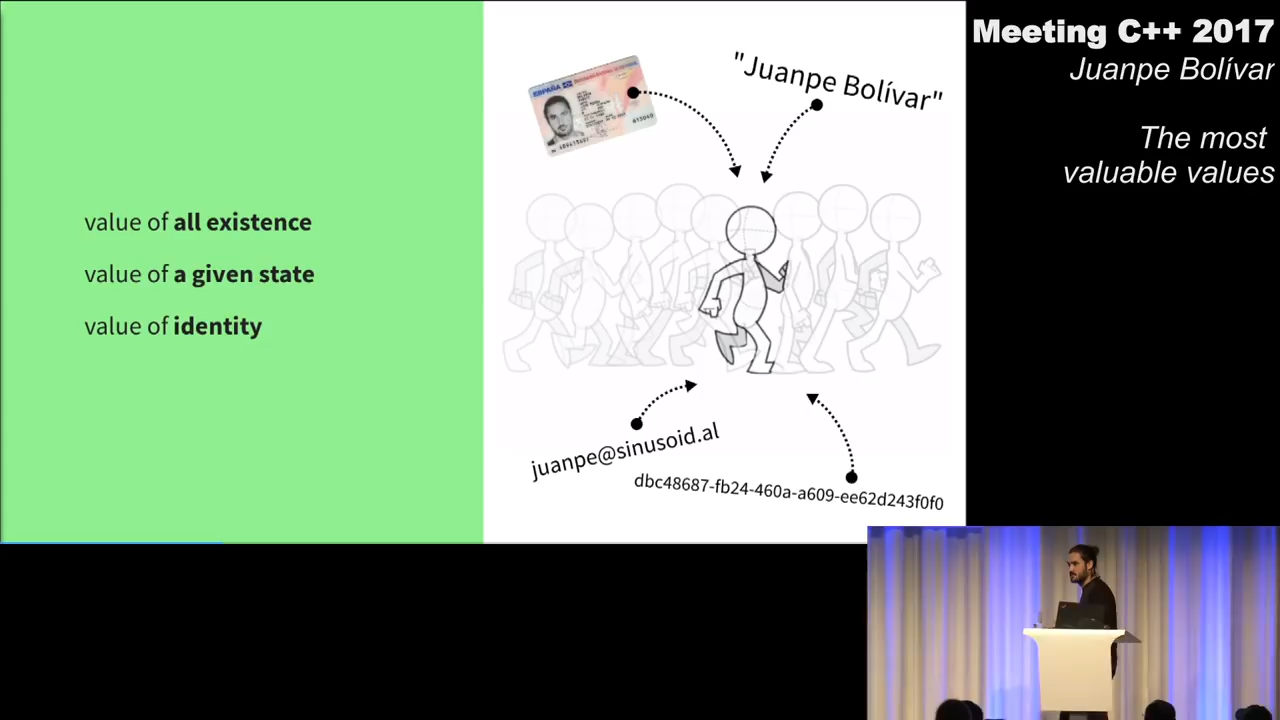 value of all existence
value of a given state
value of identity
ESPAÑA
"Juanpe Bolívar"
juanpe@sinusoid.al
dbc48687-fb24-460a-a609-ee62d243f0f0
Meeting C++ 2017
Juanpe Bolívar
The most
valuable values